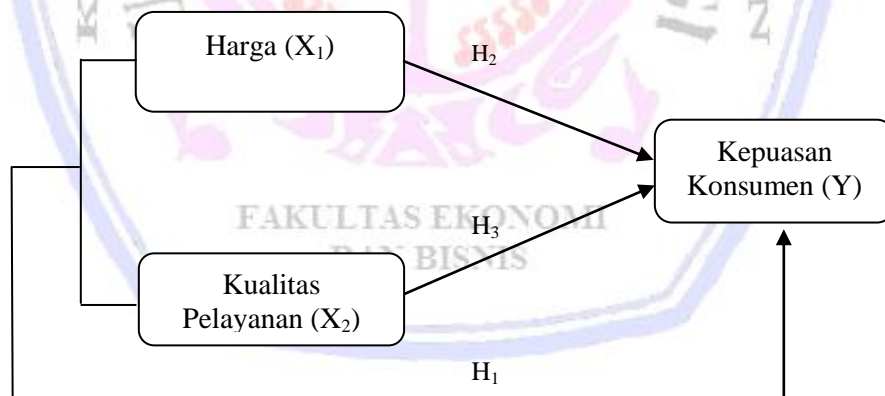 Harga (X₁)
H₂
Kepuasan
Konsumen (Y)
FAKULTAS EKONOMI
DAN BISNIS
H₃
Kualitas
Pelayanan (X₂)
H₁